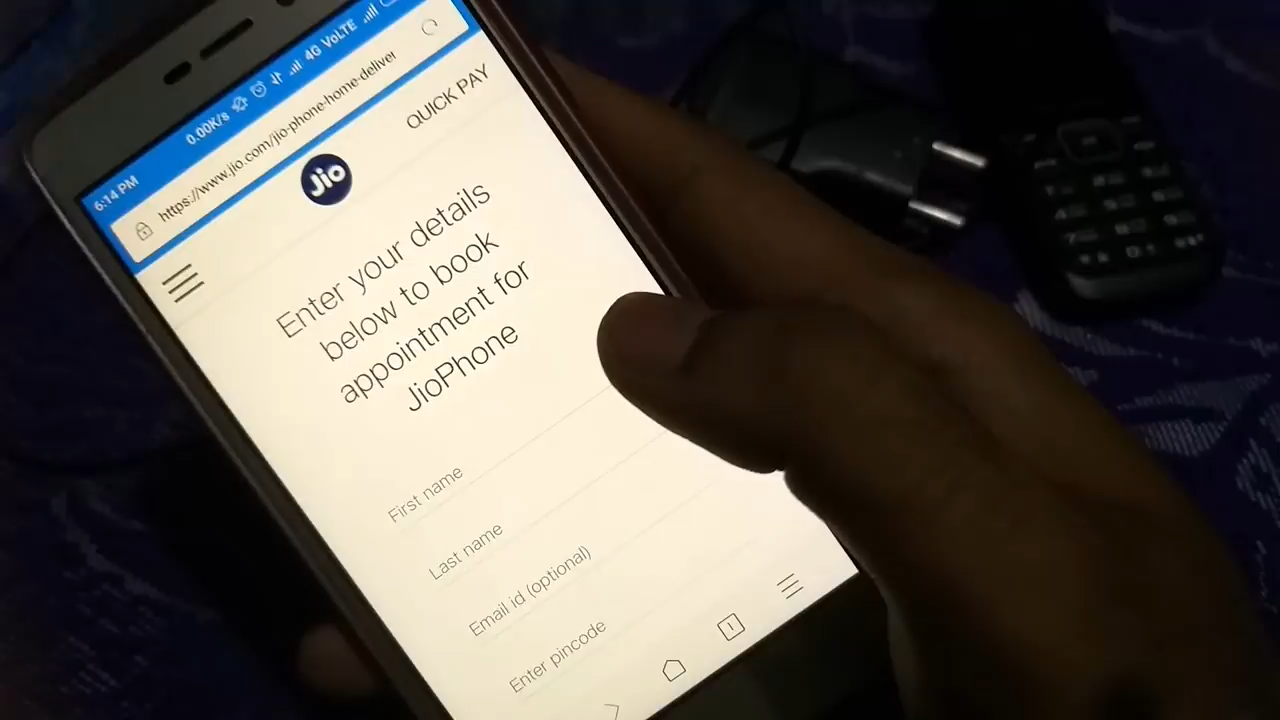 6:14 PM 0.00K/s 4G VoLTE
https://www.jio.com/jio-phone-home-deliver
Jio
QUICK PAY
Enter your details
below to book
appointment for
JioPhone
First name
Last name
Email id (optional)
Enter pincode
1